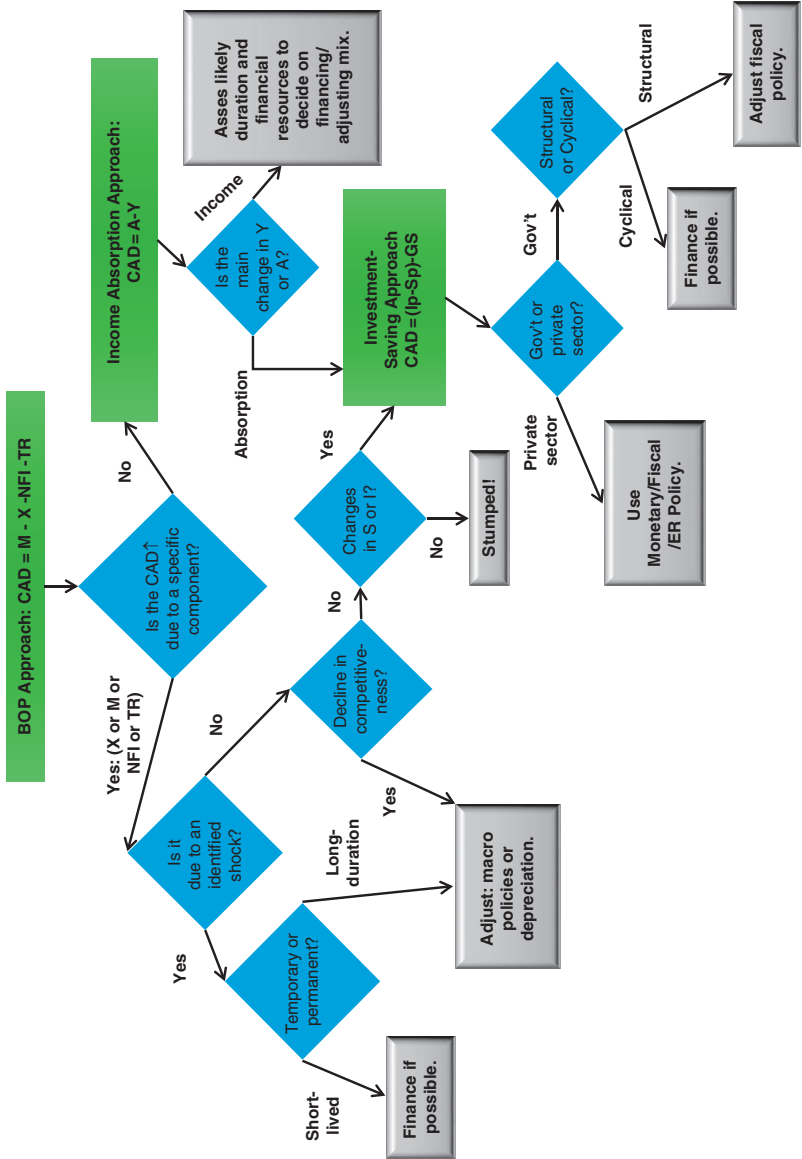 BOP Approach: CAD = M - X -NFI -TR
Is the CAD↑
due to a specific
component?
Yes: (X or M or
NFI or TR)
No
Income Absorption Approach:
CAD = A-Y
Is it
due to an
identified
shock?
Yes
No
Is the
main
change in Y
or A?
Income
Absorption
Asses likely
duration and
financial
resources to
decide on
financing/
adjusting mix.
Temporary or
permanent?
Short-
lived
Long-
duration
Decline in
competitive-
ness?
Yes
No
Changes
in S or I?
Yes
No
Investment-
Saving Approach
CAD = (Ip-Sp)-GS
Finance if
possible.
Adjust: macro
policies or
depreciation.
Stumped!
Gov't or
private
sector?
Private
sector
Gov't
Structural
or Cyclical?
Cyclical
Structural
Use
Monetary/Fiscal
/ER Policy.
Finance if
possible.
Adjust fiscal
policy.